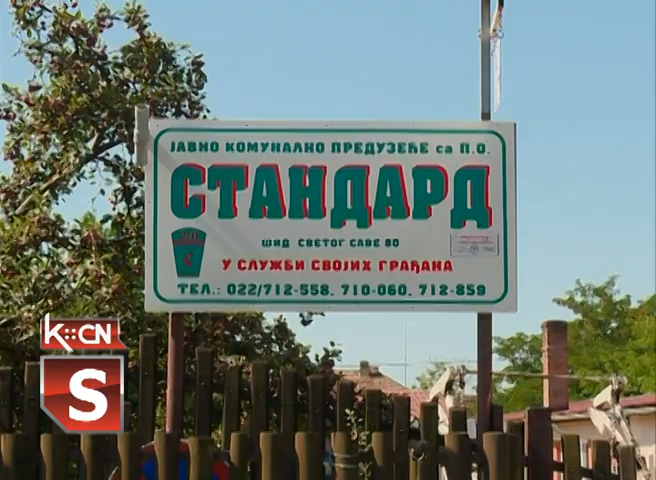 ЈАВНО КОМУНАЛНО ПРЕДУЗЕЋЕ са П.О.
СТАНДАРД
ШИД СВЕТОГ САВЕ 80
У СЛУЖБИ СВОЈИХ ГРАЂАНА
ТЕЛ.: 022/712-558, 710-060, 712-859
K::CN
S